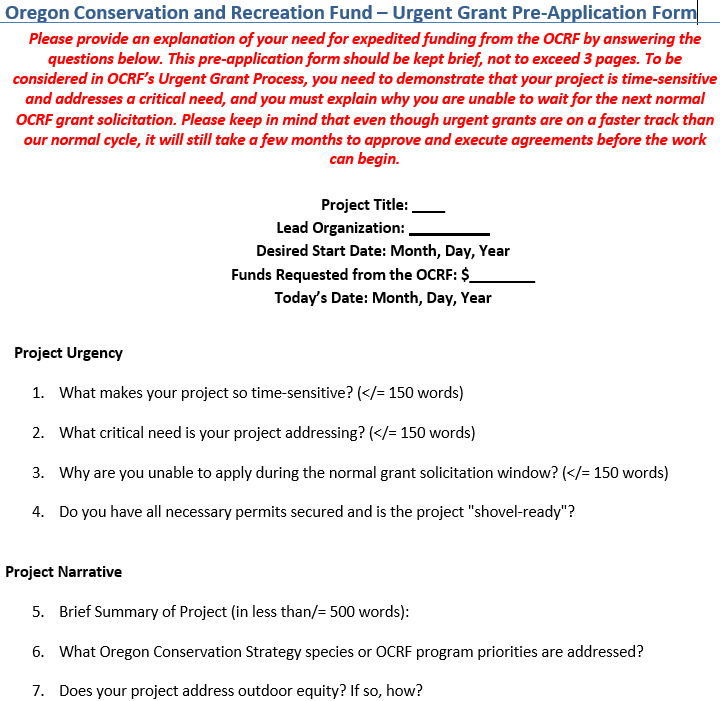 Oregon Conservation and Recreation Fund – Urgent Grant Pre-Application Form
Please provide an explanation of your need for expedited funding from the OCRF by answering the
questions below. This pre-application form should be kept brief, not to exceed 3 pages. To be
considered in OCRF's Urgent Grant Process, you need to demonstrate that your project is time-sensitive
and addresses a critical need, and you must explain why you are unable to wait for the next normal
OCRF grant solicitation. Please keep in mind that even though urgent grants are on a faster track than
our normal cycle, it will still take a few months to approve and execute agreements before the work
can begin.
Project Title: ____
Lead Organization: __________
Desired Start Date: Month, Day, Year
Funds Requested from the OCRF: $________
Today's Date: Month, Day, Year
Project Urgency
1. What makes your project so time-sensitive? (</= 150 words)
2. What critical need is your project addressing? (</= 150 words)
3. Why are you unable to apply during the normal grant solicitation window? (</= 150 words)
4. Do you have all necessary permits secured and is the project "shovel-ready"?
Project Narrative
5. Brief Summary of Project (in less than/= 500 words):
6. What Oregon Conservation Strategy species or OCRF program priorities are addressed?
7. Does your project address outdoor equity? If so, how?